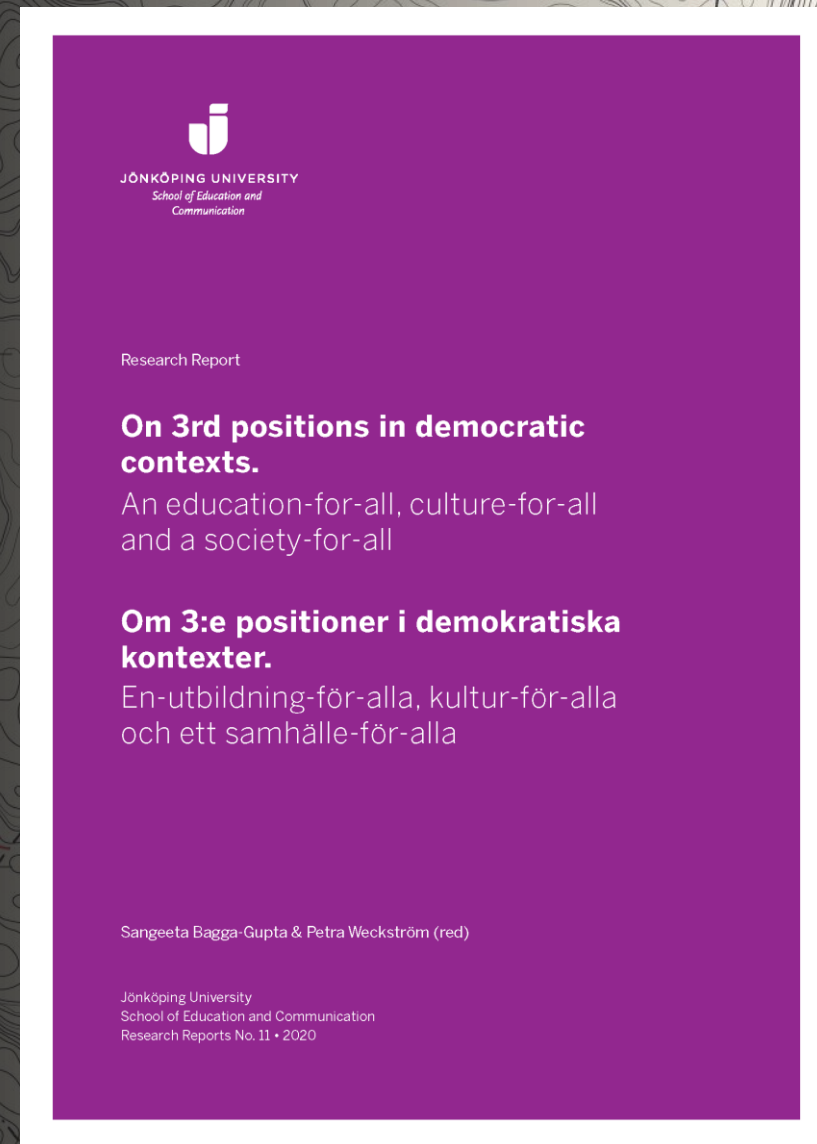 JÖNKÖPING UNIVERSITY
School of Education and
Communication
Research Report
On 3rd positions in democratic
contexts.
An education-for-all, culture-for-all
and a society-for-all
Om 3:e positioner i demokratiska
kontexter.
En-utbildning-för-alla, kultur-för-alla
och ett samhälle-för-alla
Sangeeta Bagga-Gupta & Petra Weckström (red)
Jönköping University
School of Education and Communication
Research Reports No. 11 • 2020